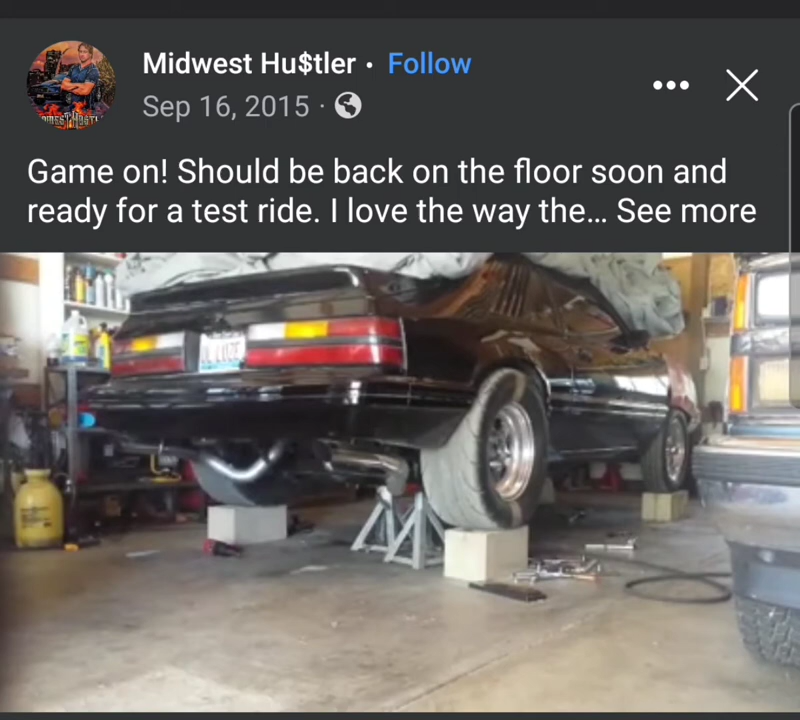 Midwest Hu$tler · Follow
Sep 16, 2015 ·
Game on! Should be back on the floor soon and
ready for a test ride. I love the way the... See more